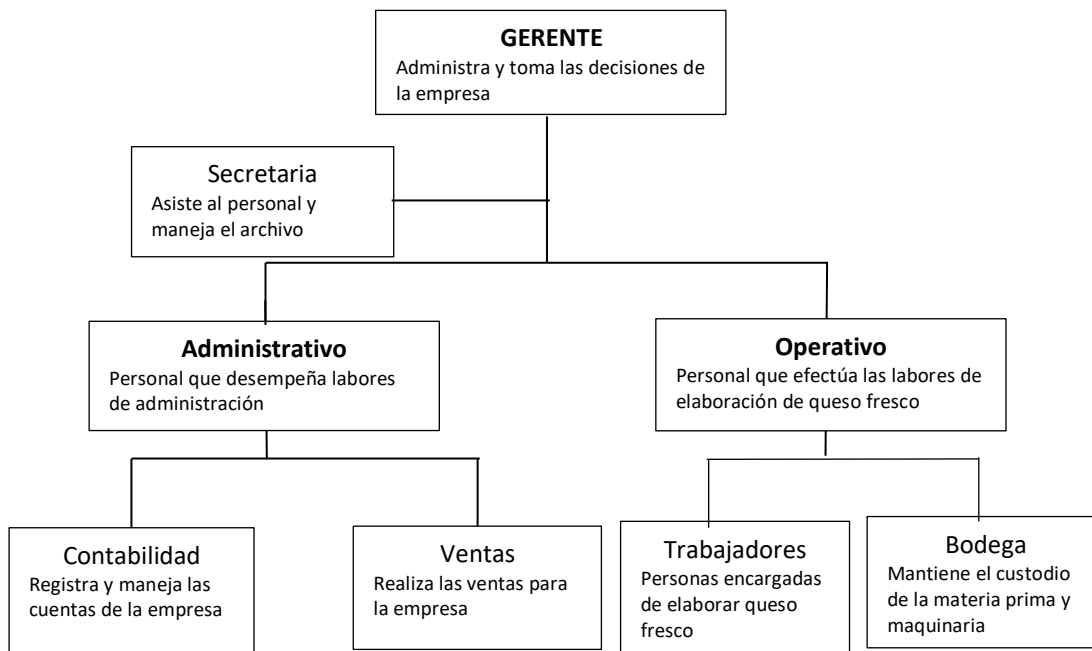 GERENTE
Administra y toma las decisiones de
la empresa
Secretaria
Asiste al personal y
maneja el archivo
Administrativo
Personal que desempeña labores
de administración
Operativo
Personal que efectúa las labores de
elaboración de queso fresco
Contabilidad
Registra y maneja las
cuentas de la empresa
Ventas
Realiza las ventas para
la empresa
Trabajadores
Personas encargadas
de elaborar queso
fresco
Bodega
Mantiene el custodio
de la materia prima y
maquinaria